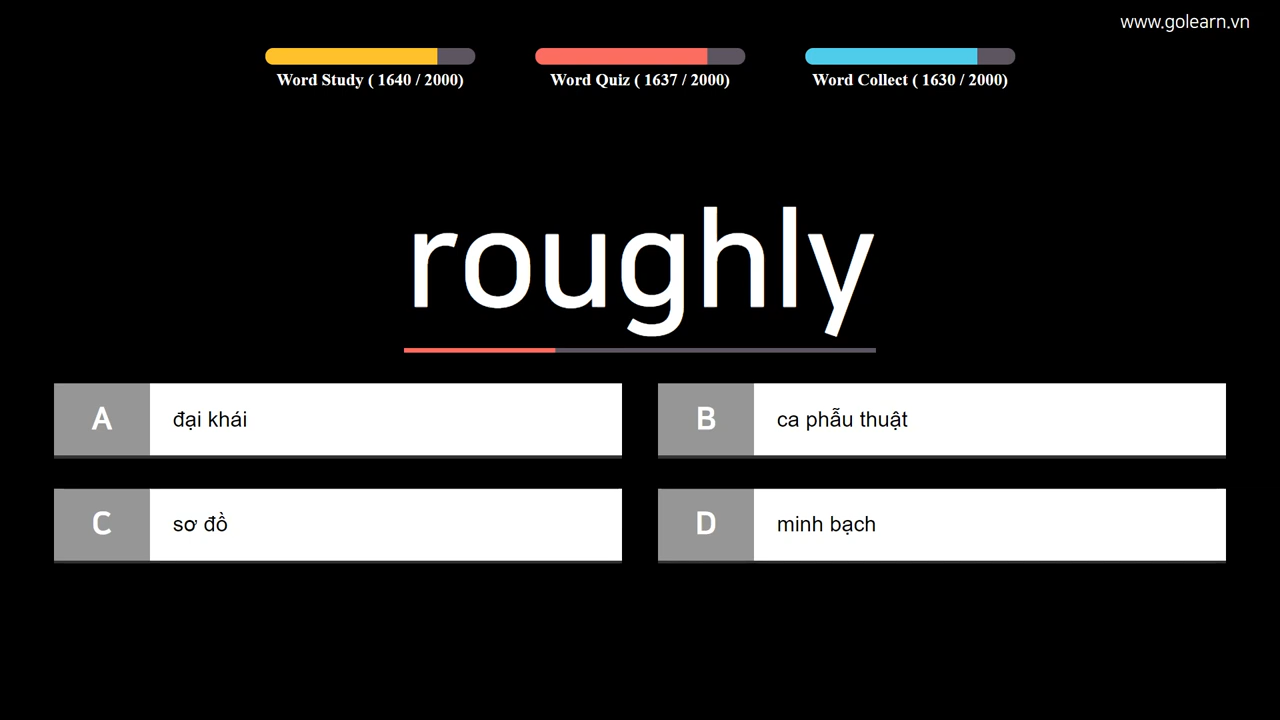 www.golearn.vn
Word Study ( 1640 / 2000)
Word Quiz ( 1637 / 2000)
Word Collect ( 1630 / 2000)
roughly
A đại khái
B ca phẫu thuật
C sơ đồ
D minh bạch